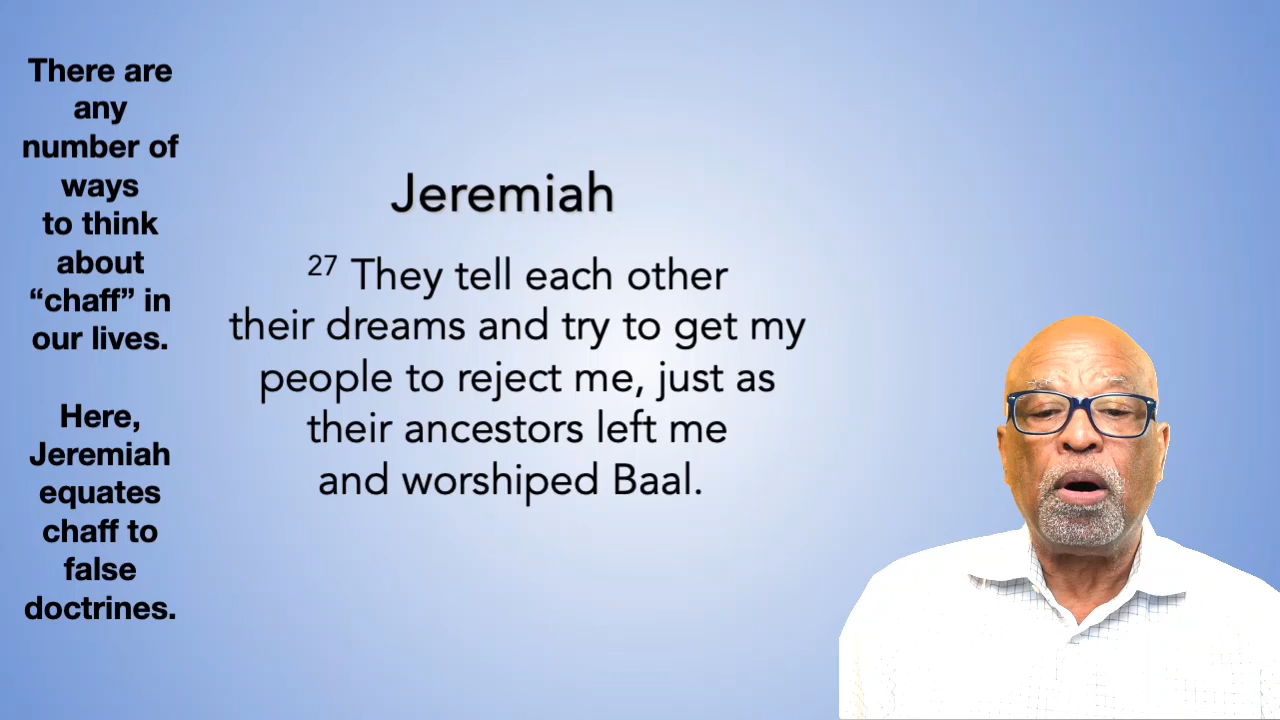 There are
any
number of
ways
to think
about
“chaff” in
our lives.
Here,
Jeremiah
equates
chaff to
false
doctrines.
Jeremiah
27 They tell each other
their dreams and try to get my
people to reject me, just as
their ancestors left me
and worshiped Baal.